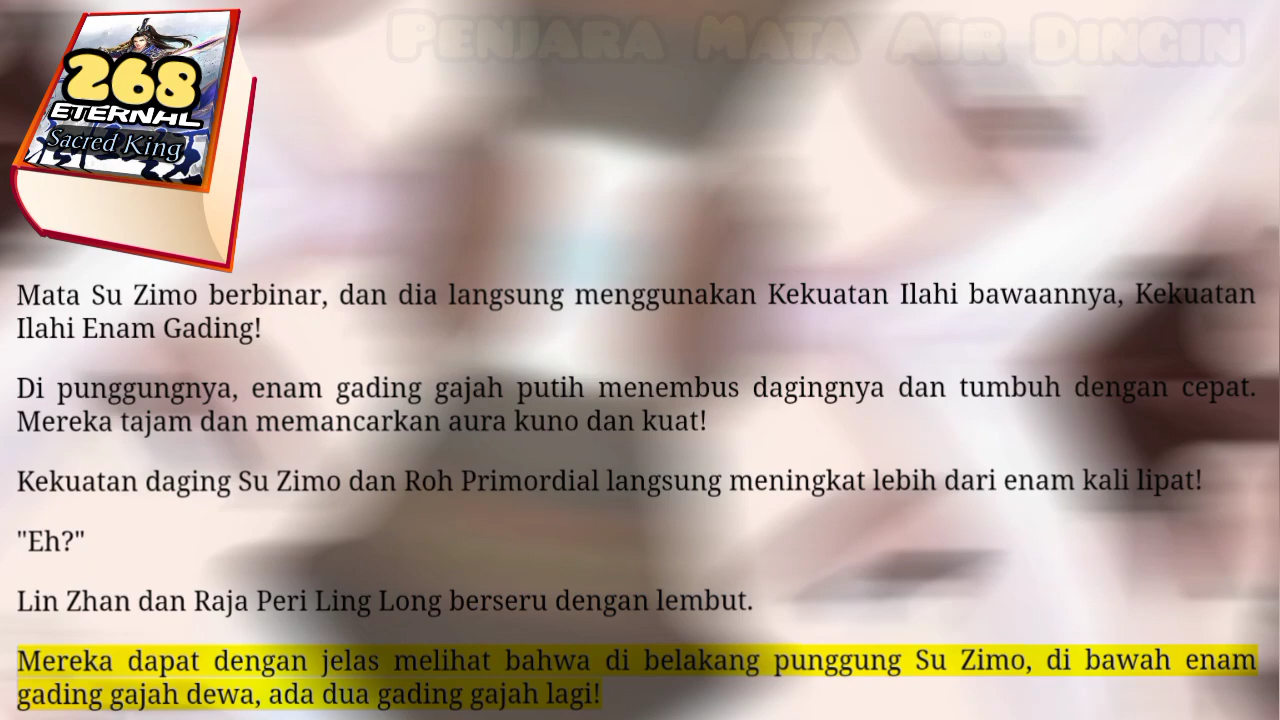 PENJARA MATA AIR DINGIN
268
ETERNAL
Sacred King
Mata Su Zimo berbinar, dan dia langsung menggunakan Kekuatan Ilahi bawaannya, Kekuatan
Ilahi Enam Gading!
Di punggungnya, enam gading gajah putih menembus dagingnya dan tumbuh dengan cepat.
Mereka tajam dan memancarkan aura kuno dan kuat!
Kekuatan daging Su Zimo dan Roh Primordial langsung meningkat lebih dari enam kali lipat!
"Eh?"
Lin Zhan dan Raja Peri Ling Long berseru dengan lembut.
Mereka dapat dengan jelas melihat bahwa di belakang punggung Su Zimo, di bawah enam
gading gajah dewa, ada dua gading gajah lagi!